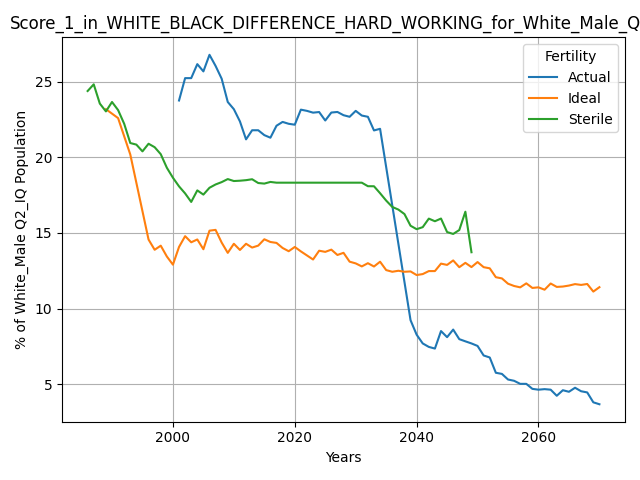 Score_1_in_WHITE_BLACK_DIFFERENCE_HARD_WORKING_for_White_Male_Q
Fertility
Actual
Ideal
Sterile
% of White_Male Q2_IQ Population
25
20
15
10
5
2000 2020 2040 2060
Years